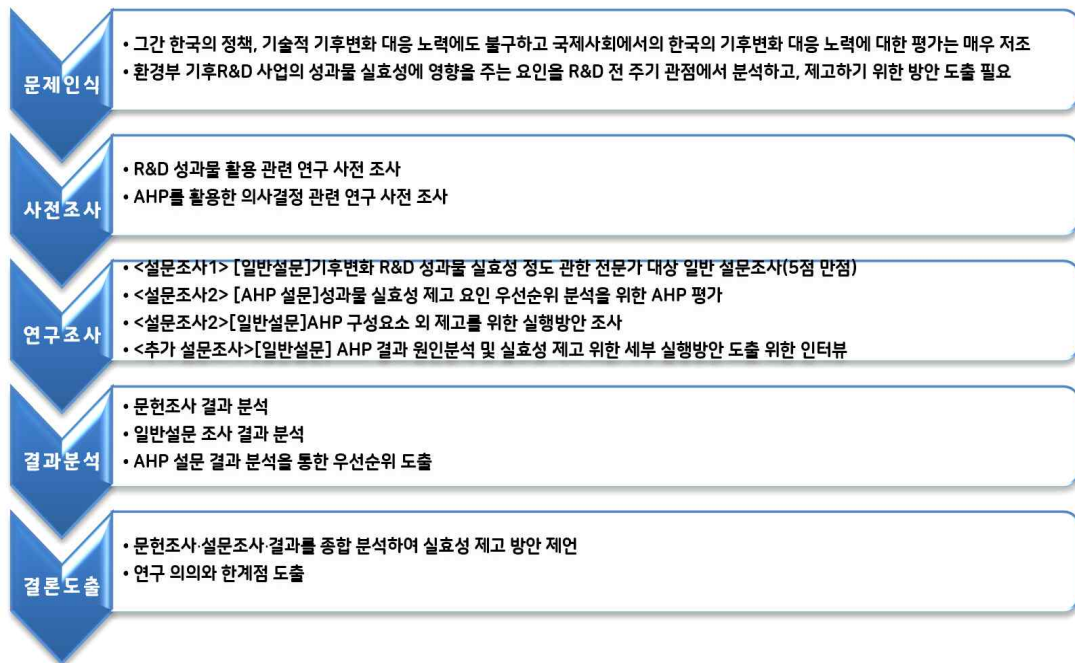 문제인식
• 그간 한국의 정책, 기술적 기후변화 대응 노력에도 불구하고 국제사회에서의 한국의 기후변화 대응 노력에 대한 평가는 매우 저조
• 환경부 기후R&D 사업의 성과물 실효성에 영향을 주는 요인을 R&D 전 주기 관점에서 분석하고, 제고하기 위한 방안 도출 필요
사전조사
• R&D 성과물 활용 관련 연구 사전 조사
• AHP를 활용한 의사결정 관련 연구 사전 조사
연구조사
• <설문조사1> [일반설문]기후변화 R&D 성과물 실효성 정도 관한 전문가 대상 일반 설문조사(5점 만점)
• <설문조사2> [AHP 설문]성과물 실효성 제고 요인 우선순위 분석을 위한 AHP 평가
• <설문조사2>[일반설문]AHP 구성요소 외 제고를 위한 실행방안 조사
• <추가 설문조사>[일반설문] AHP 결과 원인분석 및 실효성 제고 위한 세부 실행방안 도출 위한 인터뷰
결과분석
• 문헌조사 결과 분석
• 일반설문 조사 결과 분석
• AHP 설문 결과 분석을 통한 우선순위 도출
결론도출
• 문헌조사·설문조사·결과를 종합 분석하여 실효성 제고 방안 제언
• 연구 의의와 한계점 도출